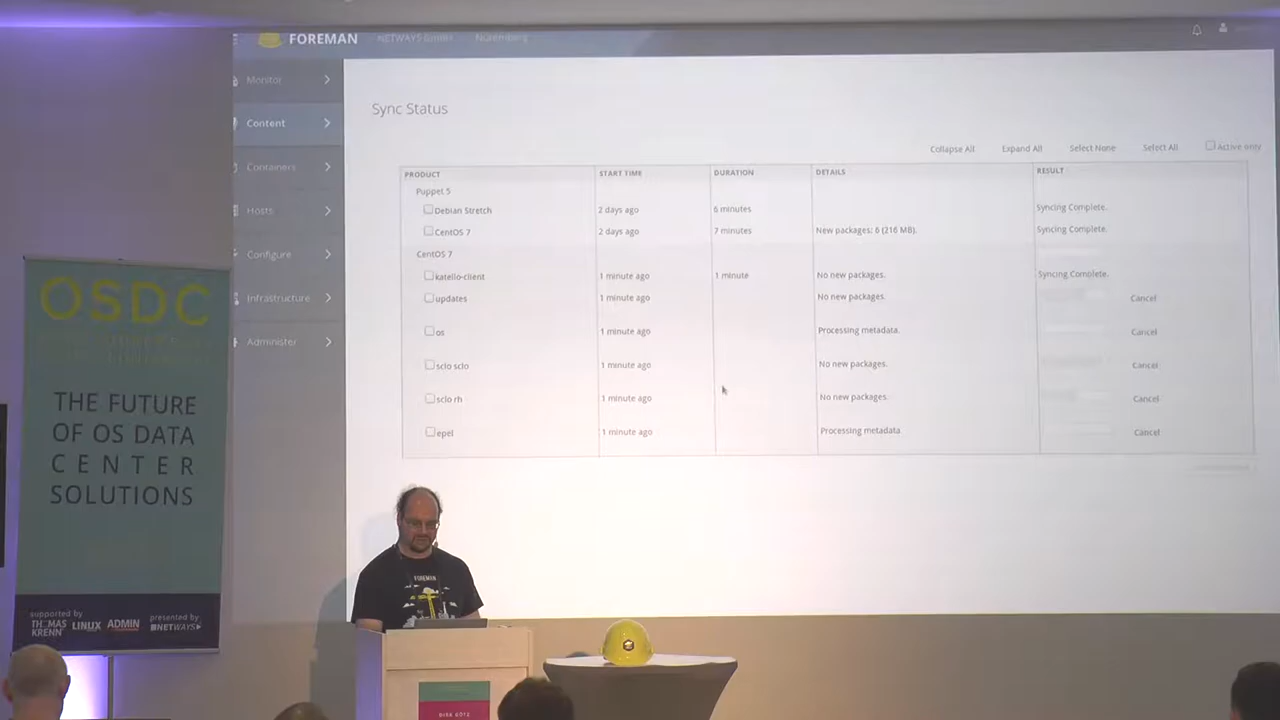 FOREMAN NETWAYS GmbH Nuremberg
Monitor
Content
Containers
Hosts
Configure
Infrastructure
Administer
Sync Status
Collapse All Expand All Select None Select All Active only
PRODUCT START TIME DURATION DETAILS RESULT
Puppet 5
Debian Stretch 2 days ago 6 minutes Syncing Complete.
CentOS 7 2 days ago 7 minutes New packages: 6 (216 MB). Syncing Complete.
CentOS 7
katello-client 1 minute ago 1 minute No new packages. Syncing Complete.
updates 1 minute ago No new packages. Cancel
os 1 minute ago Processing metadata. Cancel
sclo sclo 1 minute ago No new packages. Cancel
sclo rh 1 minute ago No new packages. Cancel
epel 1 minute ago Processing metadata. Cancel
OSDC
THE FUTURE
OF OS DATA
CENTER
SOLUTIONS
supported by
THOMAS
KRENN
LINUX
ADMIN
presented by
NETWAYS
FOREMAN
DIRK GÖTZ